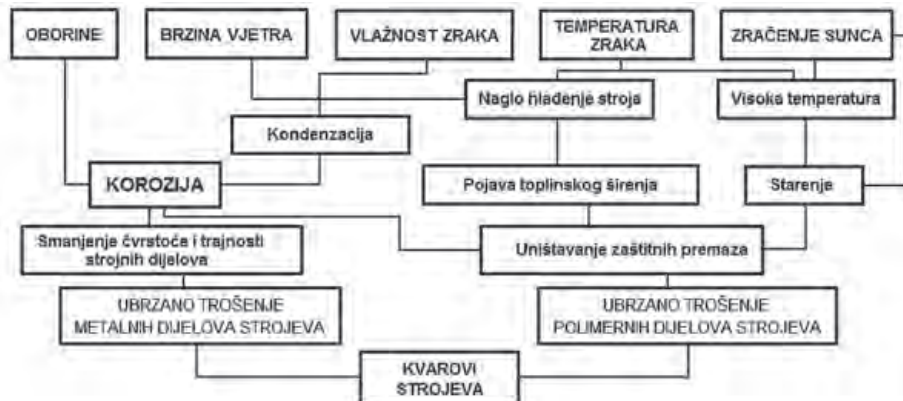 OBORINE
BRZINA VJETRA
VLAŽNOST ZRAKA
TEMPERATURA
ZRAKA
ZRAČENJE SUNCA
Naglo hlađenje stroja
Visoka temperatura
Kondenzacija
KOROZIJA
Pojava toplinskog širenja
Starenje
Smanjenje čvrstoće i trajnosti
strojnih dijelova
Uništavanje zaštitnih premaza
UBRZANO TROŠENJE
METALNIH DIJELOVA STROJEVA
UBRZANO TROŠENJE
POLIMERNIH DIJELOVA STROJEVA
KVAROVI
STROJEVA